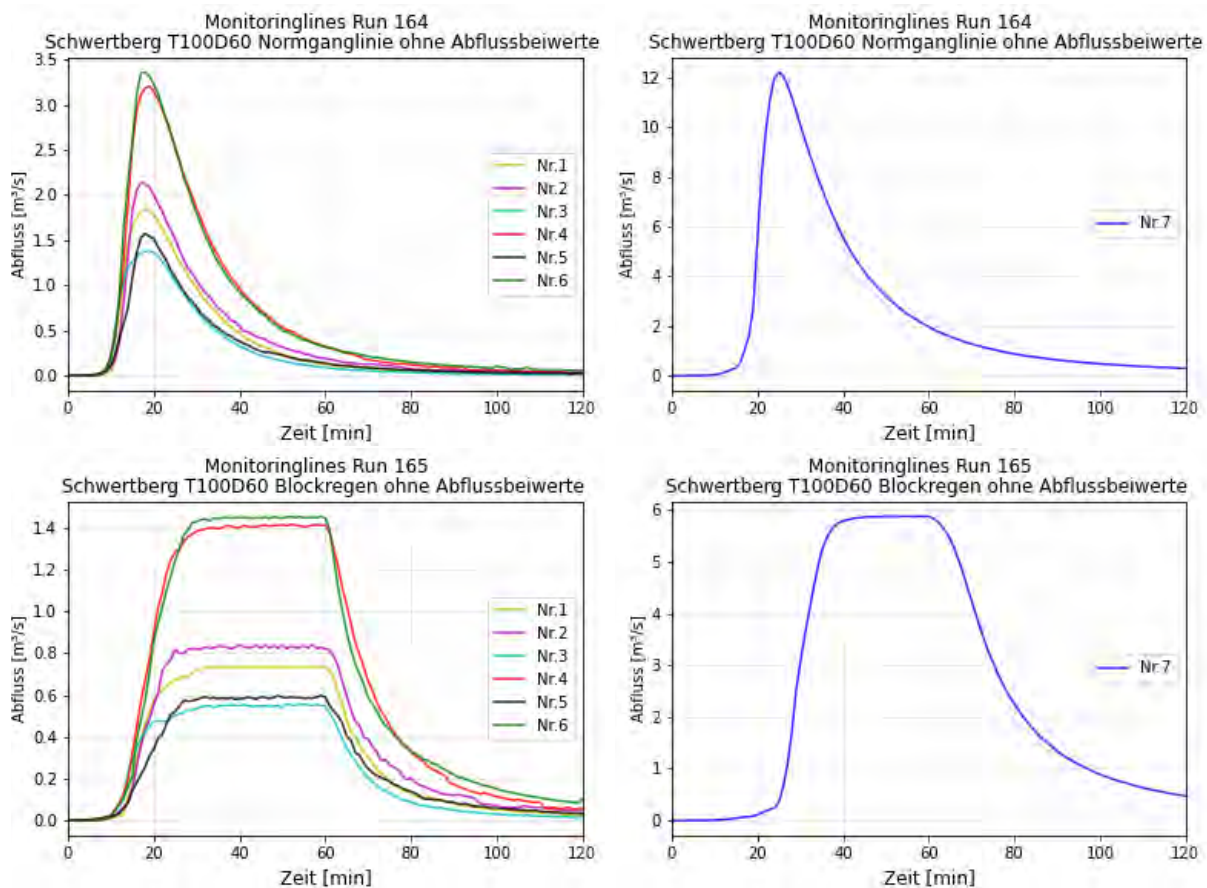 Monitoringlines Run 164
Schwertberg T100D60 Normganglinie ohne Abflussbeiwerte
3.5
3.0
2.5
2.0
1.5
1.0
0.5
0.0
Abfluss [m³/s]
Nr.1
Nr.2
Nr.3
Nr.4
Nr.5
Nr.6
0 20 40 60 80 100 120
Zeit [min]
Monitoringlines Run 164
Schwertberg T100D60 Normganglinie ohne Abflussbeiwerte
12
10
8
6
4
2
0
Abfluss [m³/s]
Nr.7
0 20 40 60 80 100 120
Zeit [min]
Monitoringlines Run 165
Schwertberg T100D60 Blockregen ohne Abflussbeiwerte
1.4
1.2
1.0
0.8
0.6
0.4
0.2
0.0
Abfluss [m³/s]
Nr.1
Nr.2
Nr.3
Nr.4
Nr.5
Nr.6
0 20 40 60 80 100 120
Zeit [min]
Monitoringlines Run 165
Schwertberg T100D60 Blockregen ohne Abflussbeiwerte
6
5
4
3
2
1
0
Abfluss [m³/s]
Nr.7
0 20 40 60 80 100 120
Zeit [min]